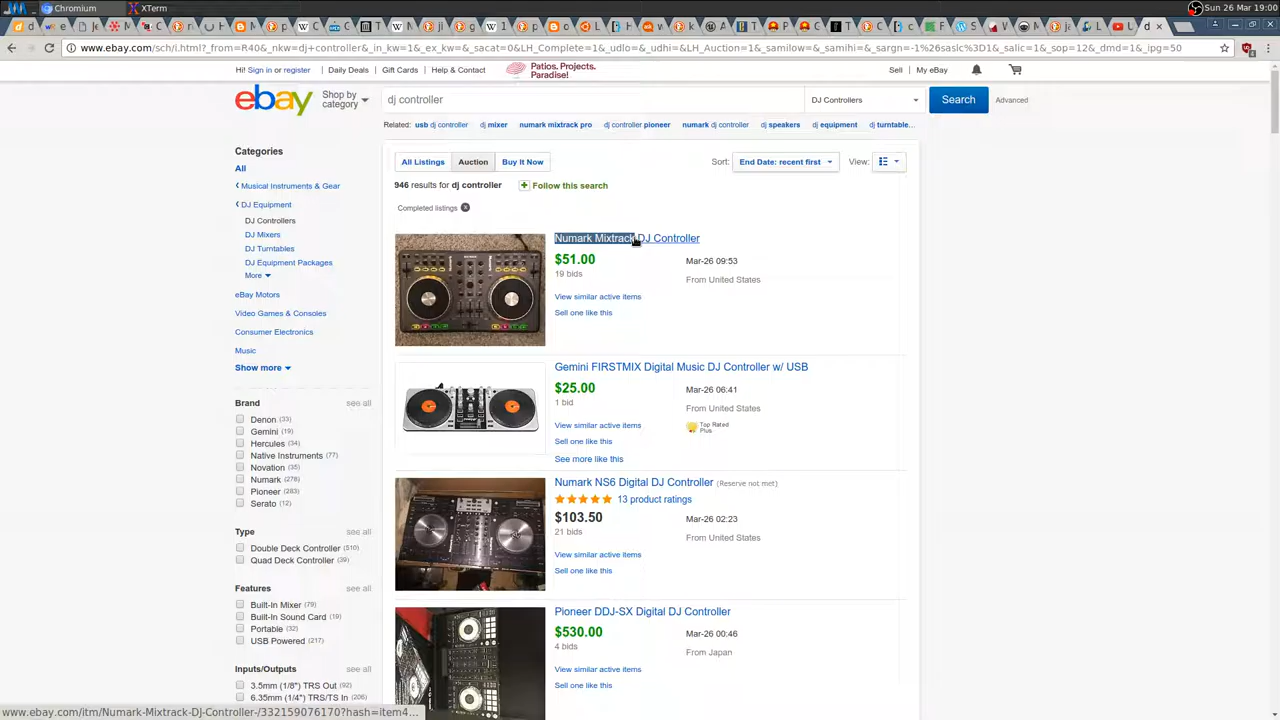 Chromium
XTerm
Sun 26 Mar 19:00
www.ebay.com/sch/i.html?_from=R40&_nkw=dj+controller&_in_kw=1&_ex_kw=&_sacat=0&LH_Complete=1&_udlo=&_udhi=&LH_Auction=1&_samilow=&_samihi=&_sargn=-1%26saslc%3D1&_salic=1&_sop=12&_dmd=1&_ipg=50
Hi! Sign in or register
Daily Deals
Gift Cards
Help & Contact
Patios. Projects.
Paradise!
Sell
My eBay
ebay
Shop by
category
dj controller
DJ Controllers
Search
Advanced
Related: usb dj controller dj mixer numark mixtrack pro dj controller pioneer numark dj controller dj speakers dj equipment dj turntable...
Categories
All
Musical Instruments & Gear
DJ Equipment
DJ Controllers
DJ Mixers
DJ Turntables
DJ Equipment Packages
More
eBay Motors
Video Games & Consoles
Consumer Electronics
Music
Show more
Brand see all
Denon (33)
Gemini (19)
Hercules (34)
Native Instruments (77)
Novation (35)
Numark (278)
Pioneer (283)
Serato (12)
Type see all
Double Deck Controller (510)
Quad Deck Controller (39)
Features see all
Built-In Mixer (79)
Built-In Sound Card (19)
Portable (32)
USB Powered (217)
Inputs/Outputs see all
3.5mm (1/8") TRS Out (92)
6.35mm (1/4") TRS/TS In (206)
All Listings
Auction
Buy It Now
Sort: End Date: recent first
View:
946 results for dj controller
Follow this search
Completed listings
Numark Mixtrack DJ Controller
$51.00
Mar-26 09:53
19 bids
From United States
View similar active items
Sell one like this
Gemini FIRSTMIX Digital Music DJ Controller w/ USB
$25.00
Mar-26 06:41
1 bid
From United States
Top Rated
Plus
View similar active items
Sell one like this
See more like this
Numark NS6 Digital DJ Controller (Reserve not met)
13 product ratings
$103.50
Mar-26 02:23
21 bids
From United States
View similar active items
Sell one like this
Pioneer DDJ-SX Digital DJ Controller
$530.00
Mar-26 00:46
4 bids
From Japan
View similar active items
Sell one like this
www.ebay.com/itm/Numark-Mixtrack-DJ-Controller-/332159076170?hash=item4...